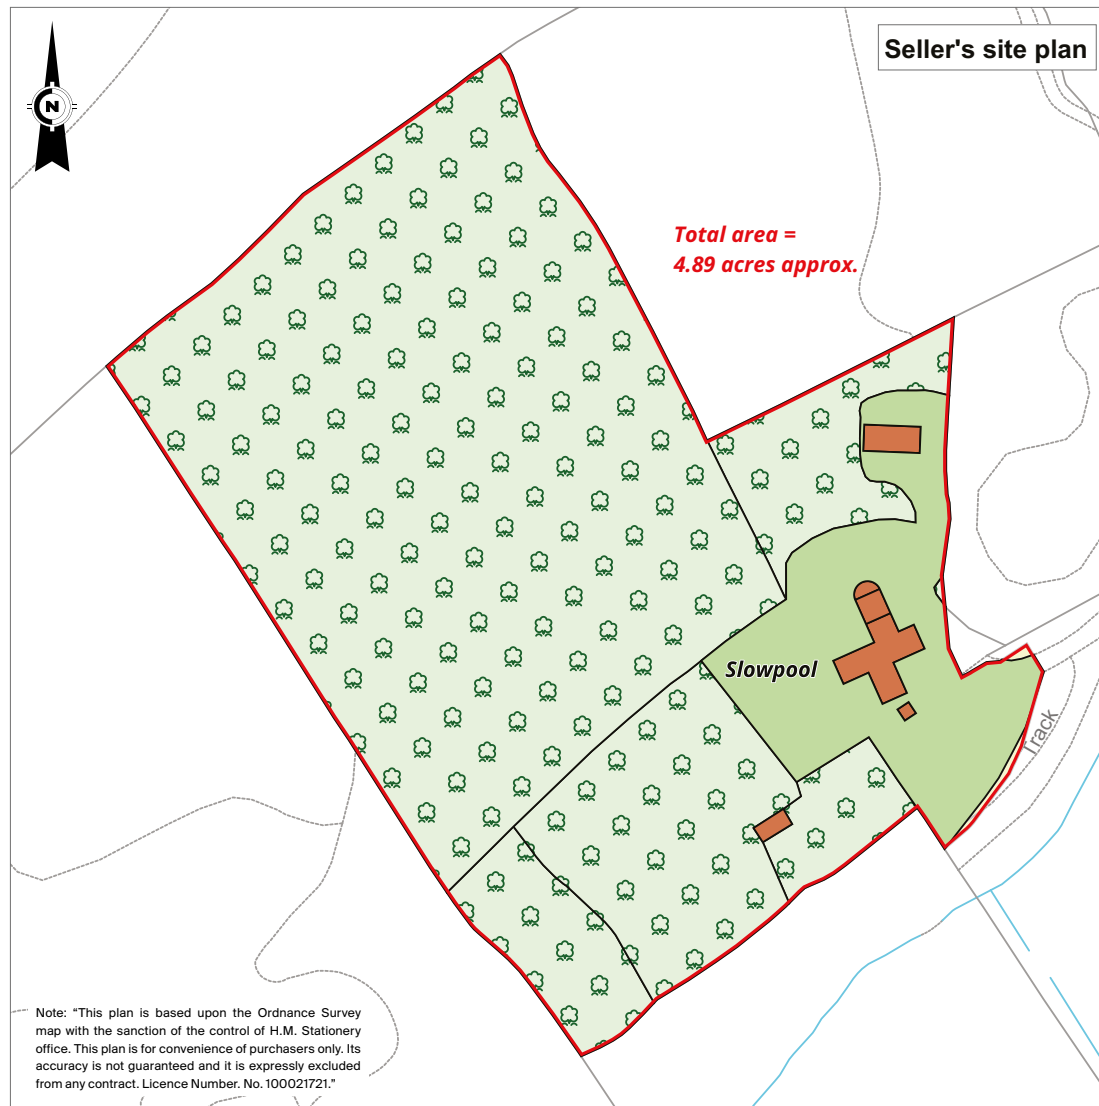 Seller's site plan
N
Total area =
4.89 acres approx.
Slowpool
Track
Note: “This plan is based upon the Ordnance Survey
map with the sanction of the control of H.M. Stationery
office. This plan is for convenience of purchasers only. Its
accuracy is not guaranteed and it is expressly excluded
from any contract. Licence Number. No. 100021721.”